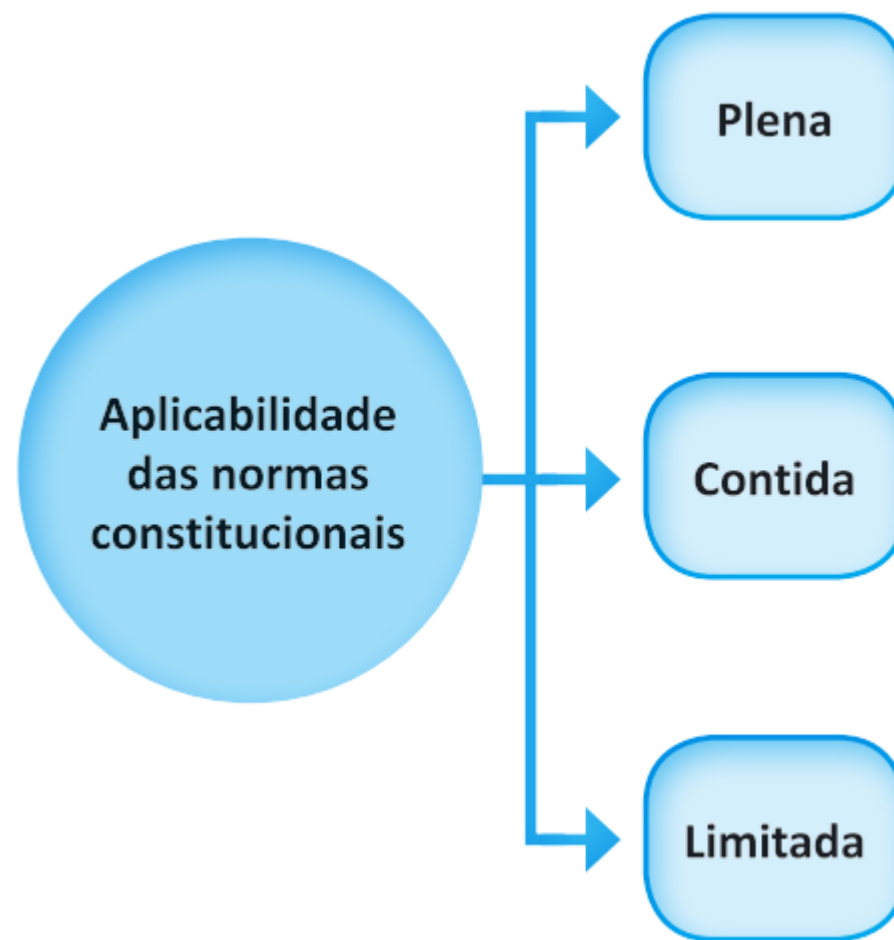 Plena
Aplicabilidade
das normas
constitucionais
Contida
Limitada